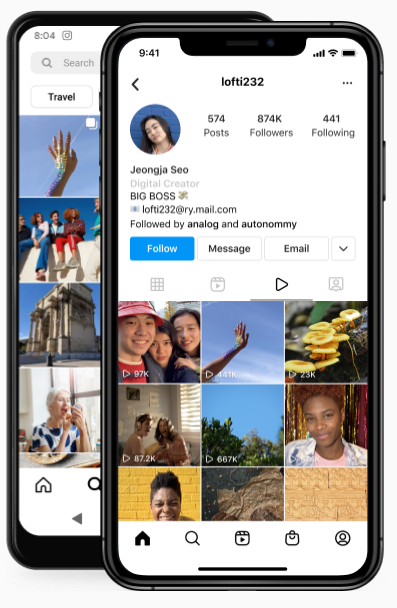 8:04
Search
Travel
9:41
lofti232
574
874K
441
Posts
Followers
Following
Jeongja Seo
Digital Creator
BIG BOSS 💸
📧 lofti232@ry.mail.com
Followed by analog and autonommy
Follow
Message
Email
97K
441K
23K
87.2K
667K